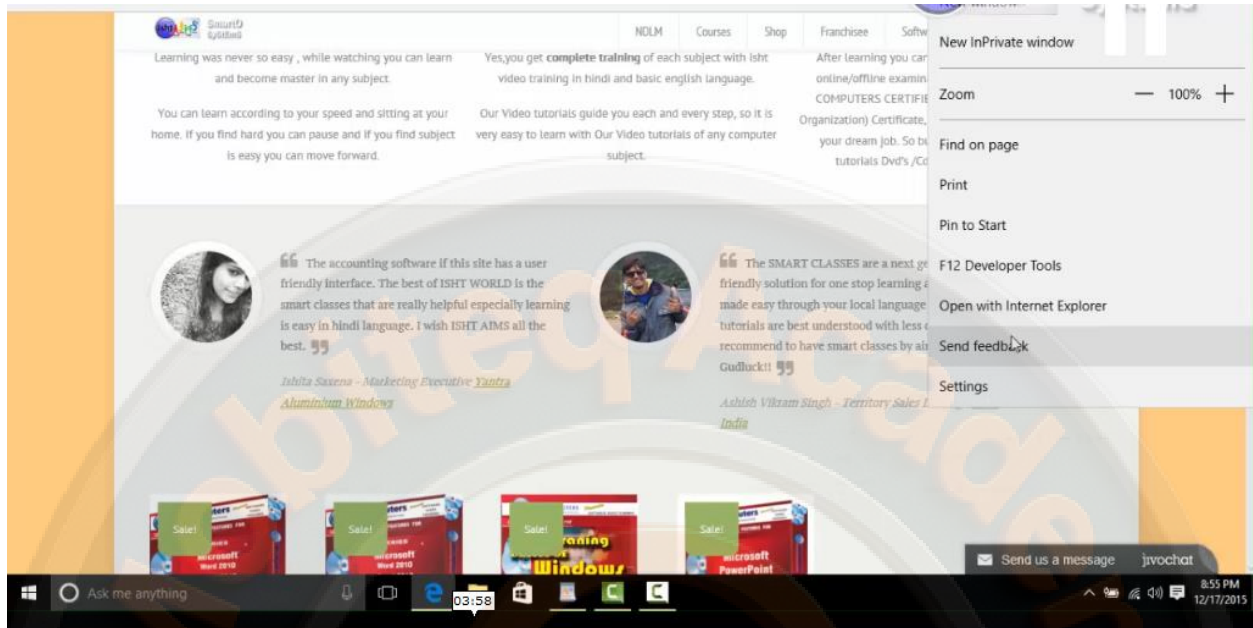 New InPrivate window
Zoom — 100% +
Find on page
Print
Pin to Start
F12 Developer Tools
Open with Internet Explorer
Send feedback
Settings
SmartD
NDLM Courses Shop Franchisee Softw
Learning was never so easy , while watching you can learn
and become master in any subject.
You can learn according to your speed and sitting at your
home. If you find hard you can pause and if you find subject
is easy you can move forward.
Yes,you get complete training of each subject with isht
video training in hindi and basic english language.
Our Video tutorials guide you each and every step, so it is
very easy to learn with Our Video tutorials of any computer
subject.
After learning you can
online/offline examin
COMPUTERS CERTIFIE
Organization) Certificate,
your dream job. So bu
tutorials Dvd's /Cd
The accounting software if this site has a user
friendly interface. The best of ISHT WORLD is the
smart classes that are really helpful especially learning
is easy in hindi language. I wish ISHT AIMS all the
best.
Ishita Saxena - Marketing Executive Yantra
Aluminium Windows
The SMART CLASSES are a next ge
friendly solution for one stop learning
made easy through your local language
tutorials are best understood with less
recommend to have smart classes by ai
Gudluck!!
Ashish Vikram Singh - Territory Sales
India
Sale! Sale! Sale! Sale!
Microsoft
Word 2010
Microsoft
Word 2010
Windows
Microsoft
PowerPoint
Send us a message jivochat
Ask me anything
03:58
8:55 PM
12/17/2015